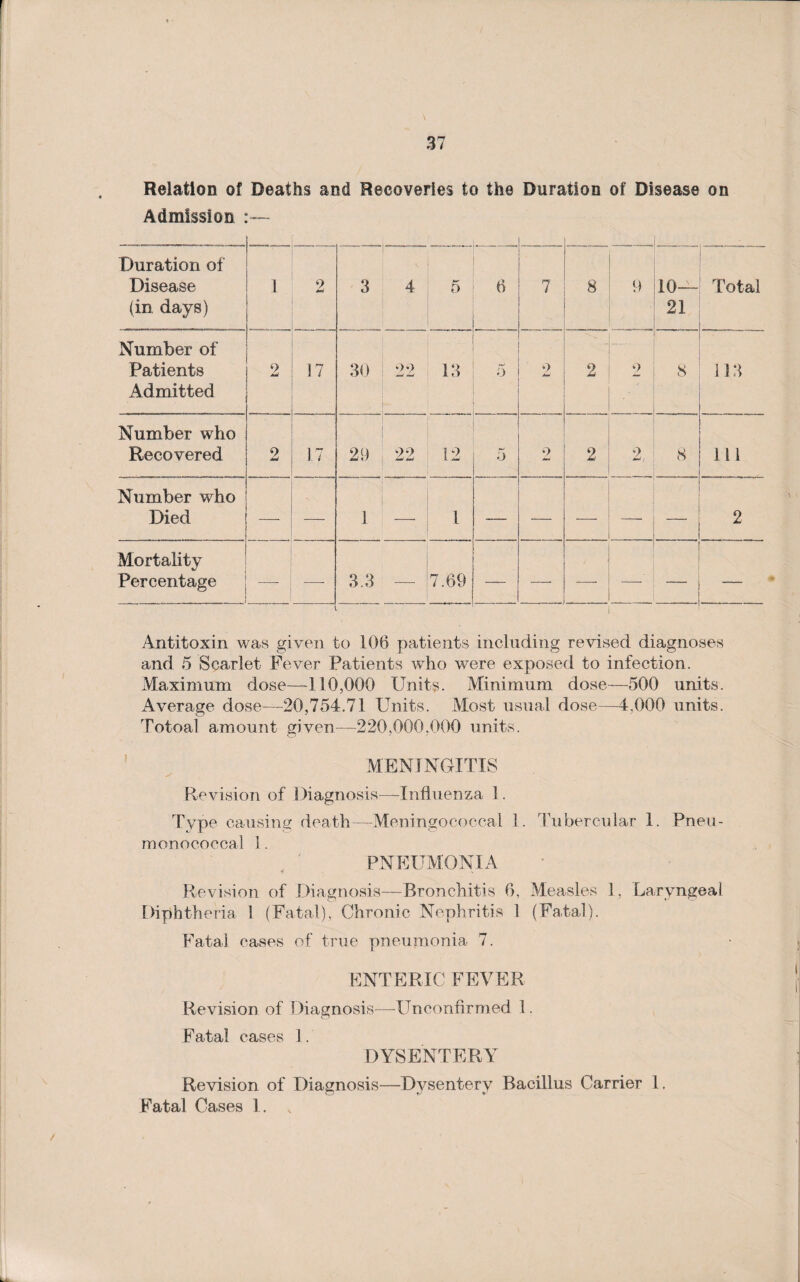 37
Relation of Deaths and Recoveries to the Duration of Disease on
Admission :—
Duration of Disease (in days) 1 2 3 4 5 6 7 8 9 10—21 Total
Number of Patients Admitted 2 17 30 22 13 5 2 2 2 8 113
Number who Recovered 2 17 29 22 12 5 2 2 2 8 111
Number who Died — — 1 — 1 — — — — — 2
Mortality Percentage — — 3.3 — 7.69 — — — — — —
Antitoxin was given to 106 patients including revised diagnoses
and 5 Scarlet Fever Patients who were exposed to infection.
Maximum dose—110,000 Units. Minimum dose—500 units.
Average dose—20,754.71 Units. Most usual dose—4,000 units.
Totoal amount given—220,000,000 units.
MENINGITIS
Revision of Diagnosis—Influenza 1.
Type causing death—Meningococcal 1. Tubercular 1. Pneu-
monococcal 1.
PNEUMONIA
Revision of Diagnosis—Bronchitis 6, Measles 1, Laryngeal
Diphtheria 1 (Fatal), Chronic Nephritis 1 (Fatal).
Fatal cases of true pneumonia 7.
ENTERIC FEVER
Revision of Diagnosis—Unconfirmed 1.
Fatal cases 1.
DYSENTERY
Revision of Diagnosis—Dysentery Bacillus Carrier 1.
Fatal Cases 1.